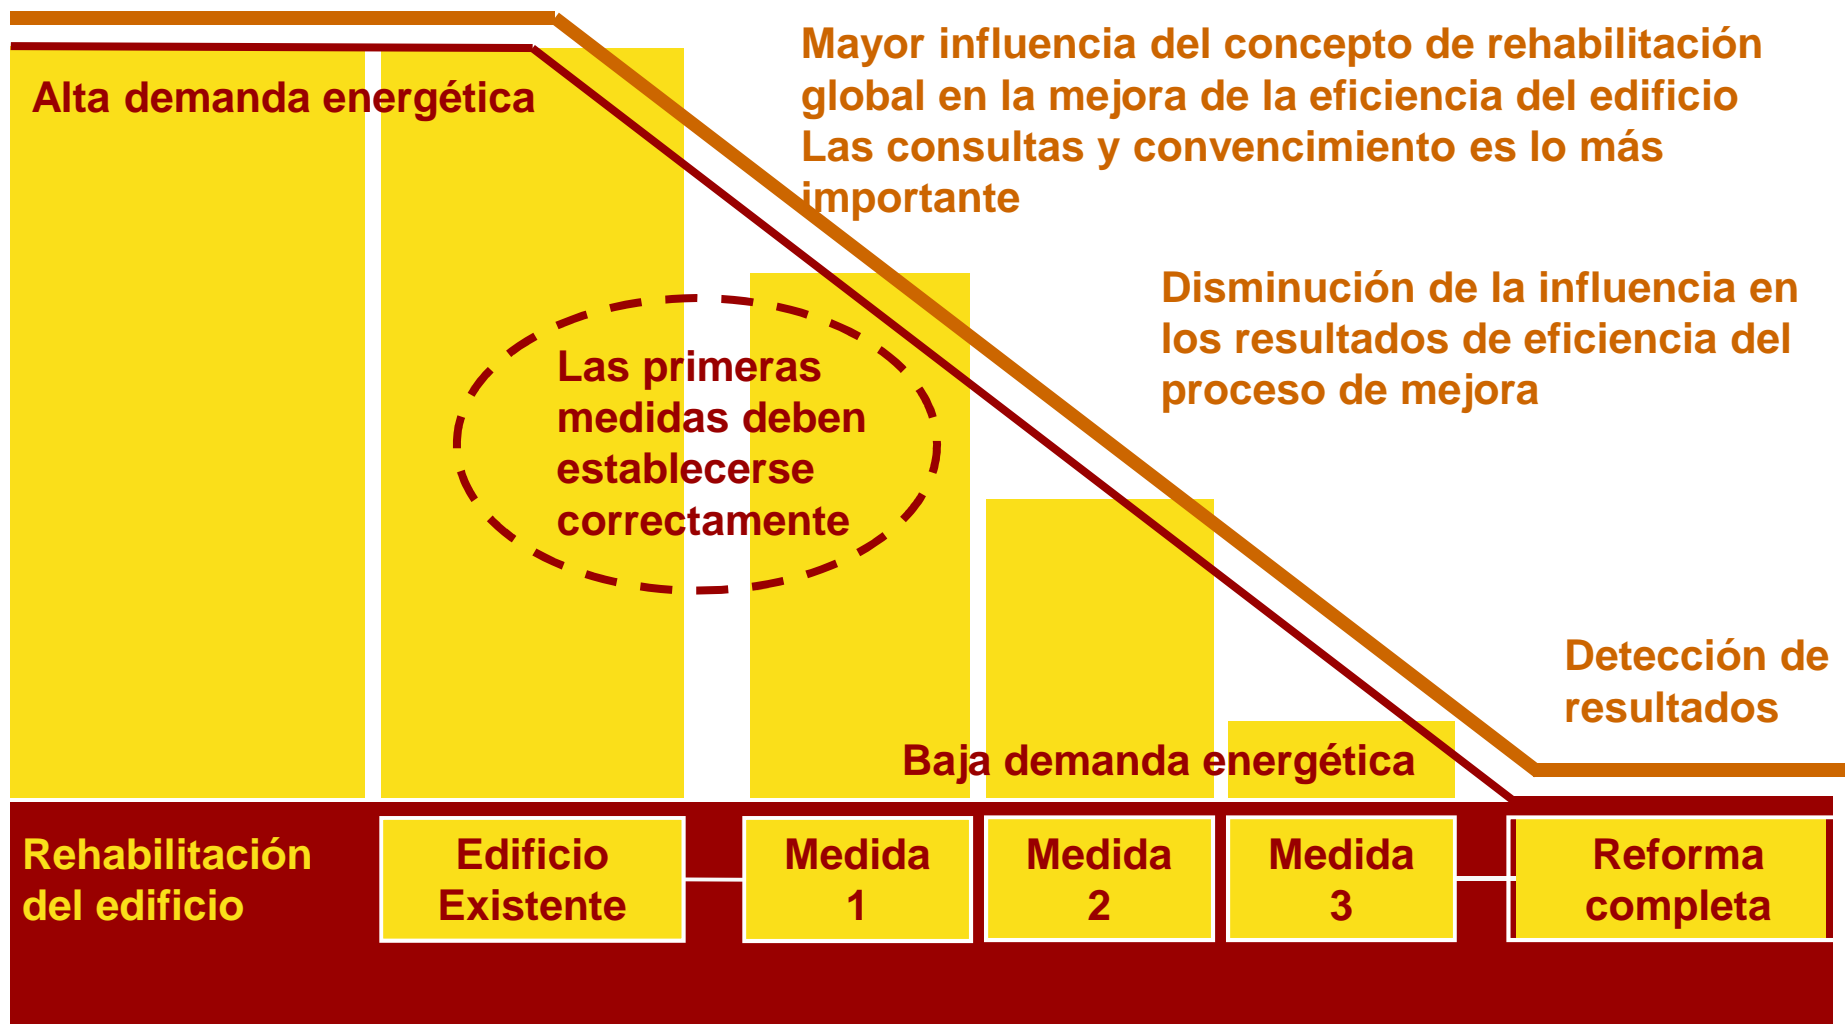 Mayor influencia del concepto de rehabilitación
global en la mejora de la eficiencia del edificio
Las consultas y convencimiento es lo más
importante
Alta demanda energética
Disminución de la influencia en
los resultados de eficiencia del
proceso de mejora
Las primeras
medidas deben
establecerse
correctamente
Detección de
resultados
Baja demanda energética
Rehabilitación
del edificio
Edificio
Existente
Medida
1
Medida
2
Medida
3
Reforma
completa